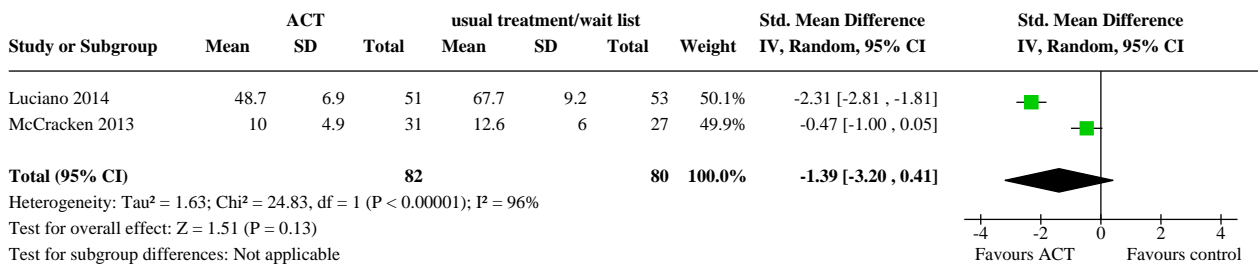 ACT usual treatment/wait list Std. Mean Difference Std. Mean Difference
Study or Subgroup Mean SD Total Mean SD Total Weight IV, Random, 95% CI IV, Random, 95% CI
Luciano 2014 48.7 6.9 51 67.7 9.2 53 50.1% -2.31 [-2.81 , -1.81]
McCracken 2013 10 4.9 31 12.6 6 27 49.9% -0.47 [-1.00 , 0.05]
Total (95% CI) 82 80 100.0% -1.39 [-3.20 , 0.41]
Heterogeneity: Tau² = 1.63; Chi² = 24.83, df = 1 (P < 0.00001); I² = 96%
Test for overall effect: Z = 1.51 (P = 0.13)
-4 -2 0 2 4
Test for subgroup differences: Not applicable
Favours ACT Favours control